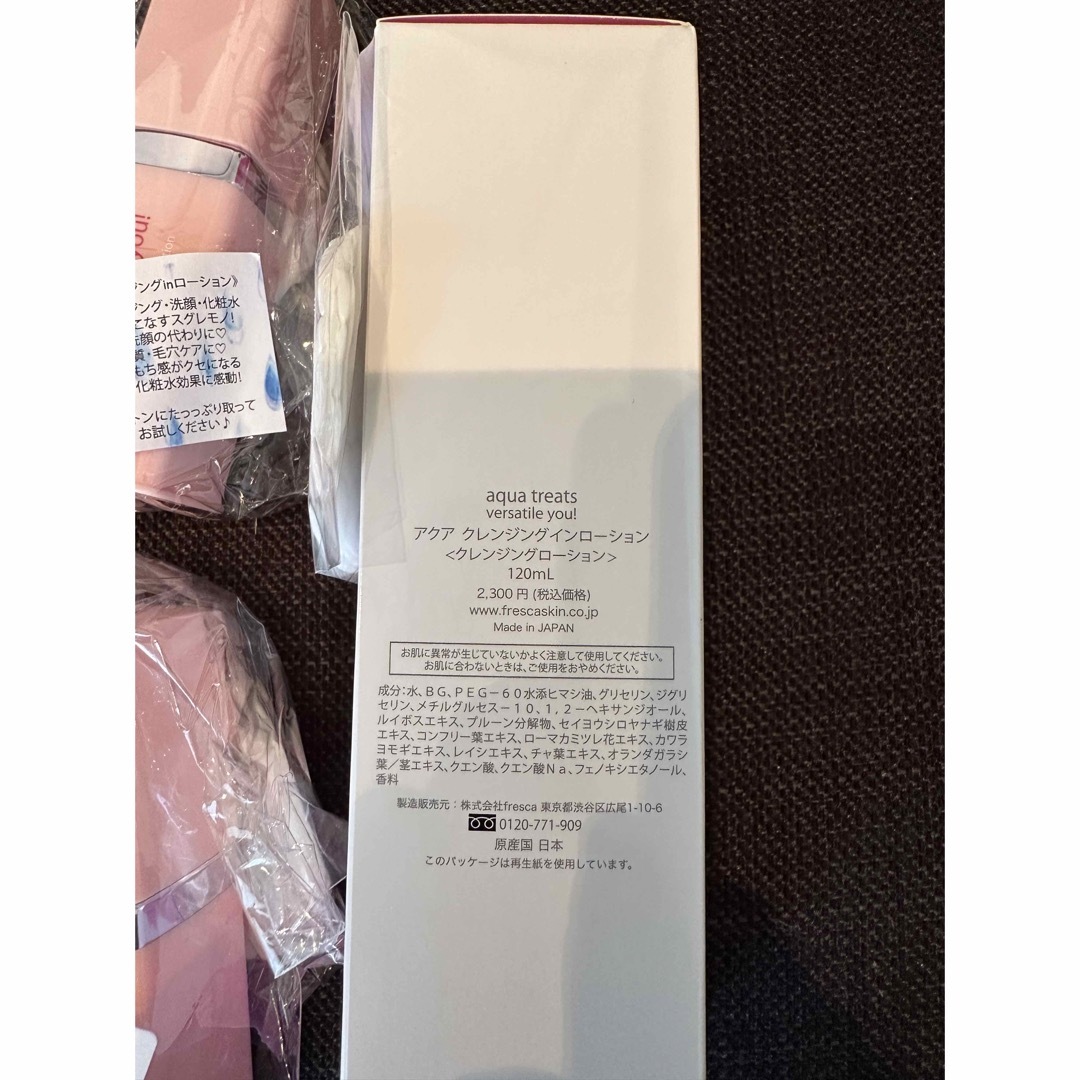 ングinローション》
ング・洗顔・化粧水
こなすスグレモノ!
洗顔の代わりに♡
・毛穴ケアに♡
もち感がクセになる
化粧水効果に感動!
トンにたっっぷり取って
お試しください♪
aqua treats
versatile you!
アクア クレンジングインローション
<クレンジングローション>
120mL
2,300円(税込価格)
www.frescaskin.co.jp
Made in JAPAN
お肌に異常が生じていないかよく注意して使用してください。
お肌に合わないときは、ご使用をおやめください。
成分:水、BG、PEG-60水添ヒマシ油、グリセリン、ジグリ
セリン、メチルグルセス-10、1,2-ヘキサンジオール、
ルイボスエキス、プルーン分解物、セイヨウシロヤナギ樹皮
エキス、コンフリー葉エキス、ローマカミツレ花エキス、カワラ
ヨモギエキス、レイシエキス、チャ葉エキス、オランダガラシ
葉/茎エキス、クエン酸、クエン酸Na、フェノキシエタノール、
香料
製造販売元:株式会社fresca 東京都渋谷区広尾1-10-6
0120-771-909
原産国 日本
このパッケージは再生紙を使用しています。